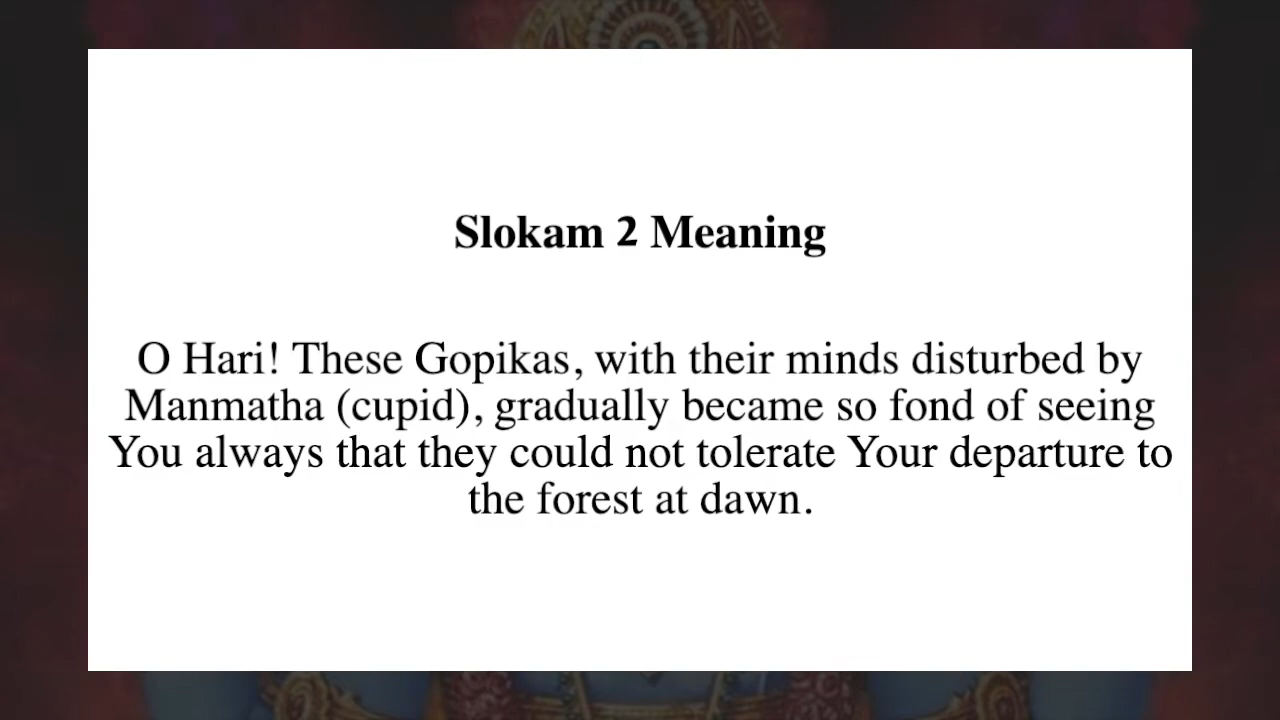 Slokam 2 Meaning
O Hari! These Gopikas, with their minds disturbed by
Manmatha (cupid), gradually became so fond of seeing
You always that they could not tolerate Your departure to
the forest at dawn.